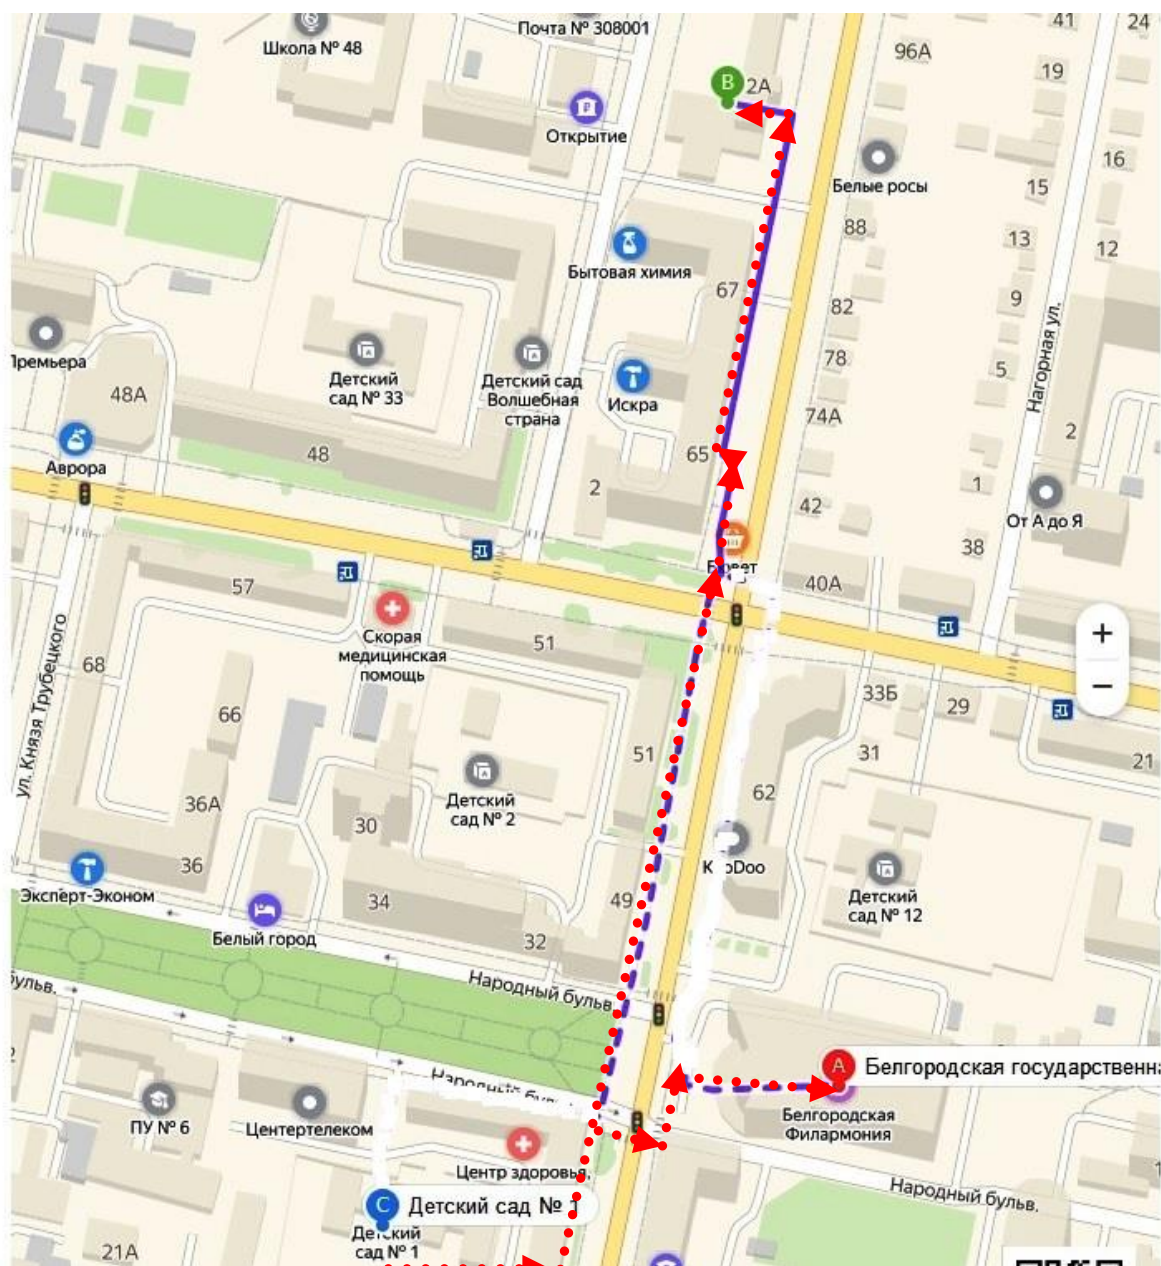 Школа № 48
Почта № 308001
41
24
96А
19
В
2А
Открытие
16
Белые росы
15
88
13
12
Бытовая химия
67
9
82
Нагорная ул.
Премьера
Детский
сад № 33
Детский сад
Волшебная
страна
78
5
48А
Искра
74А
2
Аврора
48
65
2
1
42
От А до Я
38
57
40А
Скорая
медицинская
помощь
51
ул. Князя Трубецкого
68
33Б
29
66
51
31
21
Детский
сад № 2
36А
62
30
36
Эксперт-Эконом
34
49
Детский
сад № 12
Белый город
32
Народный бульв.
бульв.
А
Белгородская государственна
Народный
ПУ № 6
Центертелеком
Белгородская
Филармония
Центр здоровья,
С
Детский сад № 1
Народный бульв.
Детский
сад № 1
21А